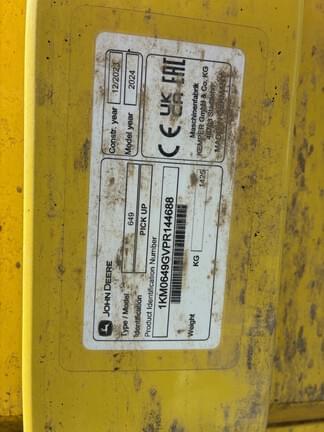 JOHN DEERE
Type / Model 649
Identification PICK UP
Product Identification Number
1KM0649GVPR144688
Weight KG 1425
Constr. year 12/2023
Model year 2024
CE UK CA EAC
Maschinenfabrik
KEMPER GmbH & Co. KG